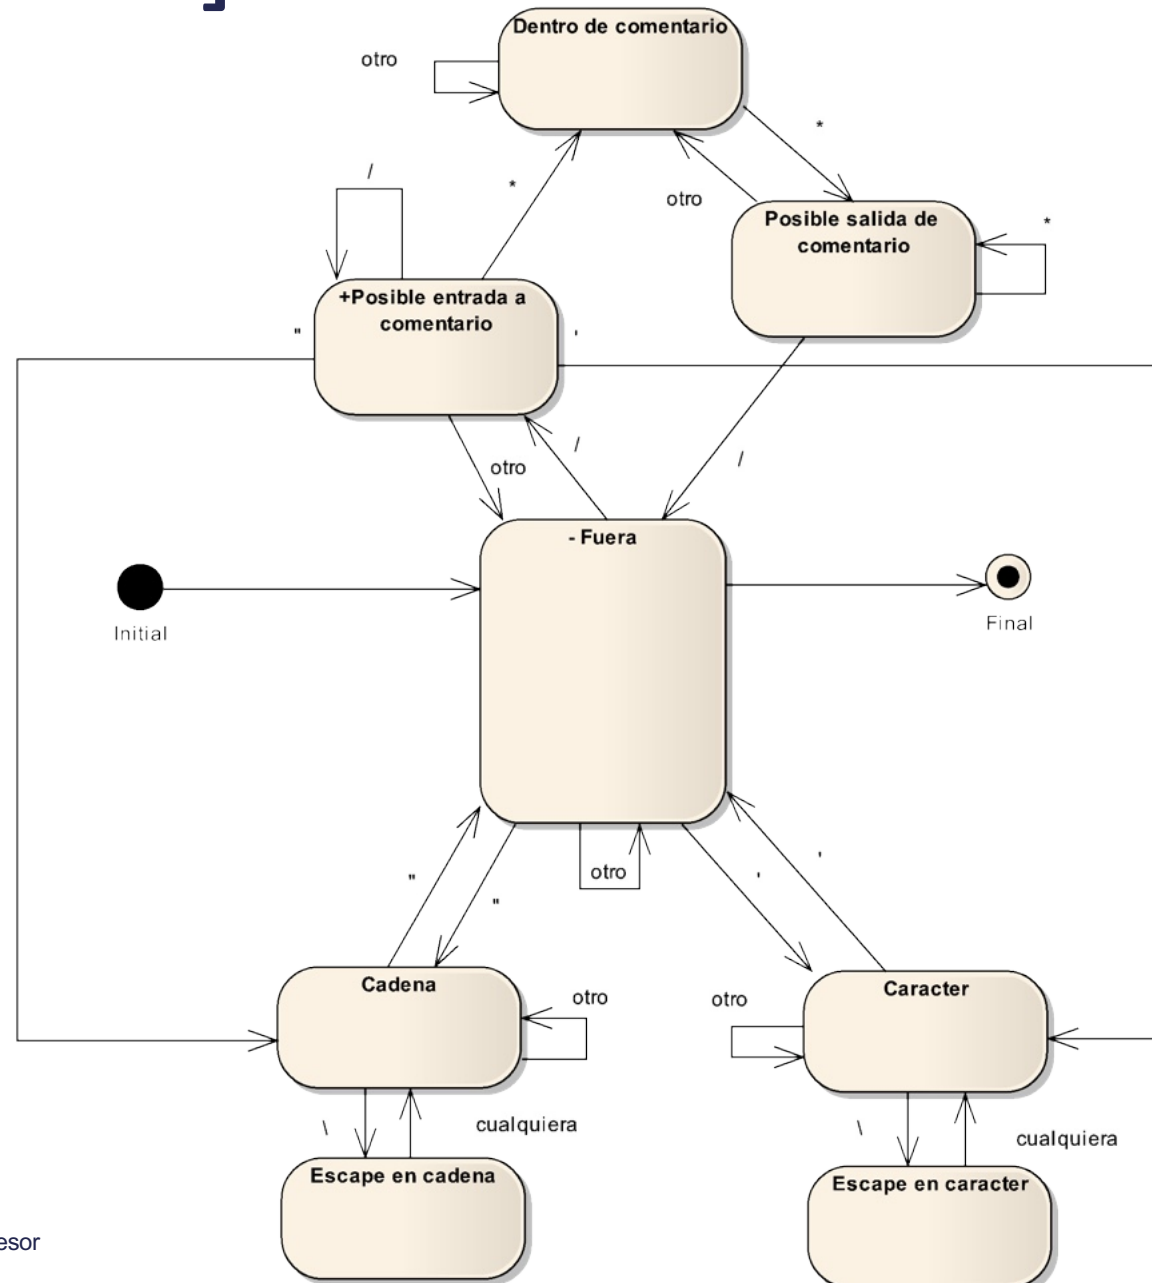 Dentro de comentario
otro
*
/
*
otro
Posible salida de
comentario
*
+Posible entrada a
comentario
"
'
/
otro
/
- Fuera
Initial
Final
otro
"
"
'
'
Cadena
otro
otro
Caracter
\
cualquiera
\
cualquiera
Escape en cadena
Escape en caracter
esor